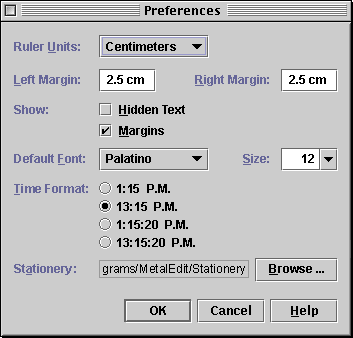 Preferences
Ruler Units: Centimeters
Left Margin: 2.5 cm Right Margin: 2.5 cm
Show: Hidden Text
Margins
Default Font: Palatino Size: 12
Time Format: 1:15 P.M.
13:15 P.M.
1:15:20 P.M.
13:15:20 P.M.
Stationery: grams/MetalEdit/Stationery Browse ...
OK Cancel Help